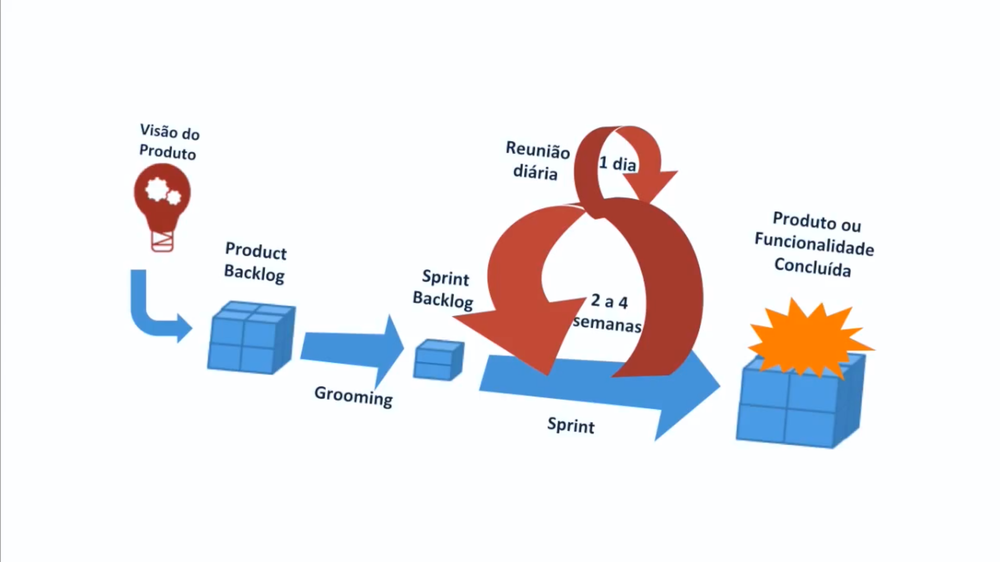 Visão do
Produto
Product
Backlog
Grooming
Sprint
Backlog
Reunião
diária
1 dia
2 a 4
semanas
Sprint
Produto ou
Funcionalidade
Concluída